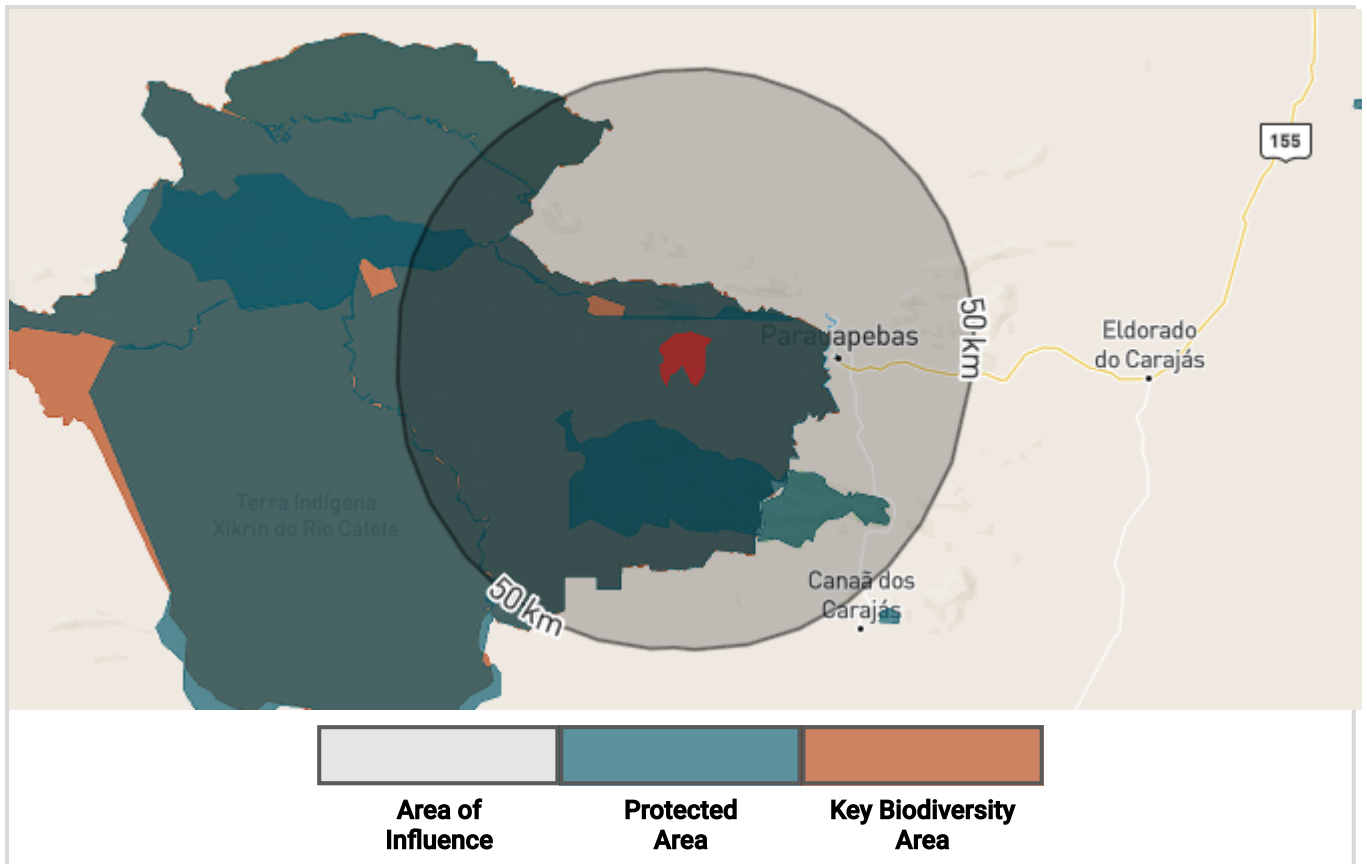 155
50 km
Parauapebas
Eldorado
do Carajás
Terra Indígena
Xikrin do Rio Catete
50 km
Canaã dos
Carajás
Area of
Influence
Protected
Area
Key Biodiversity
Area